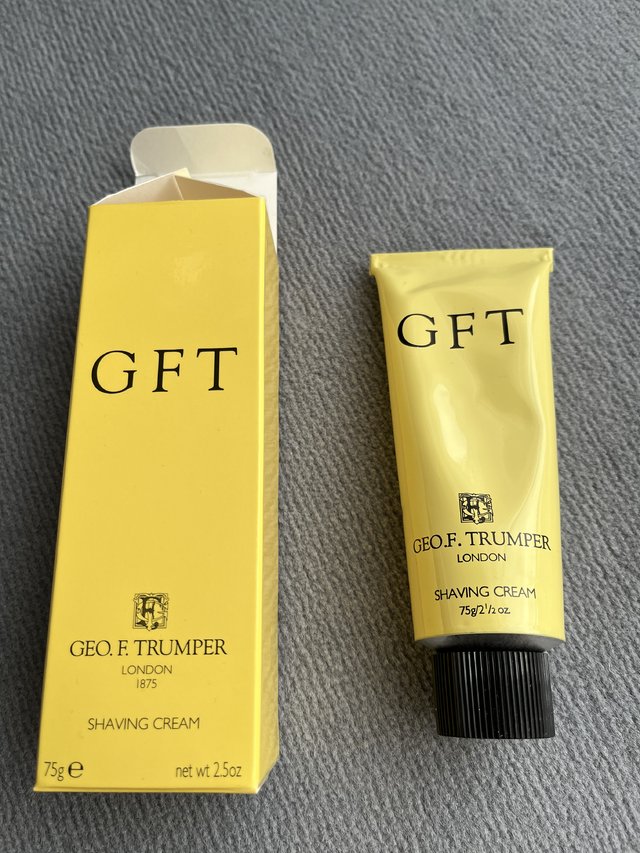 GFT
GEO. F. TRUMPER
LONDON
1875
SHAVING CREAM
75g ℮ net wt 2.5oz
GFT
GEO.F. TRUMPER
LONDON
SHAVING CREAM
75g/2½ oz.